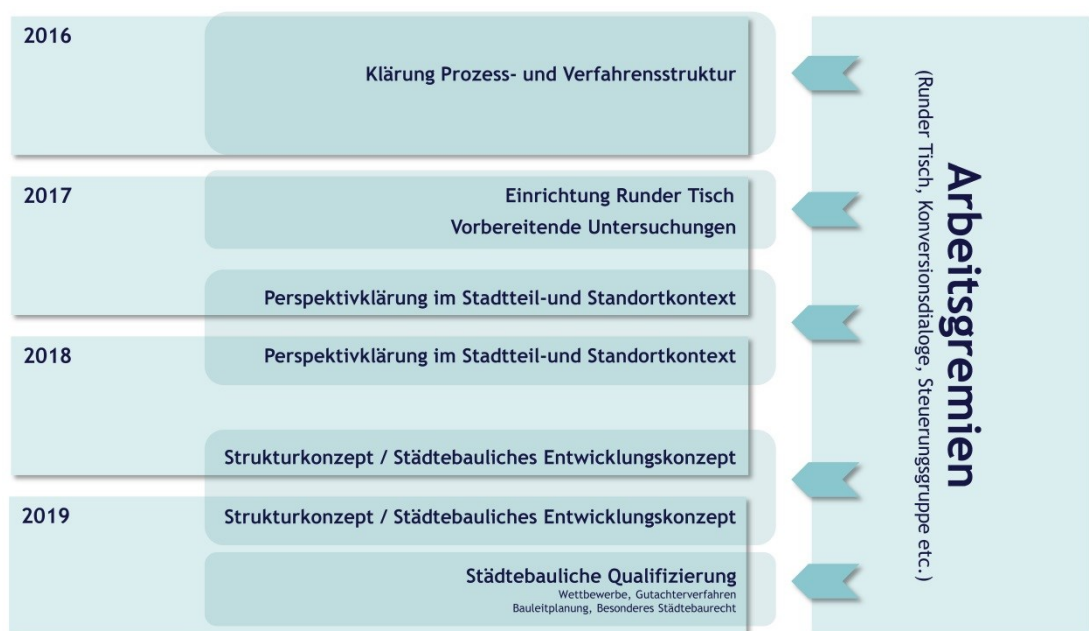 2016
Klärung Prozess- und Verfahrensstruktur
2017
Einrichtung Runder Tisch
Vorbereitende Untersuchungen
Perspektivklärung im Stadtteil-und Standortkontext
2018
Perspektivklärung im Stadtteil-und Standortkontext
Strukturkonzept / Städtebauliches Entwicklungskonzept
2019
Strukturkonzept / Städtebauliches Entwicklungskonzept
Städtebauliche Qualifizierung
Wettbewerbe, Gutachterverfahren
Bauleitplanung, Besonderes Städtebaurecht
Arbeitsgremien
(Runder Tisch, Konversionsdialoge, Steuerungsgruppe etc.)